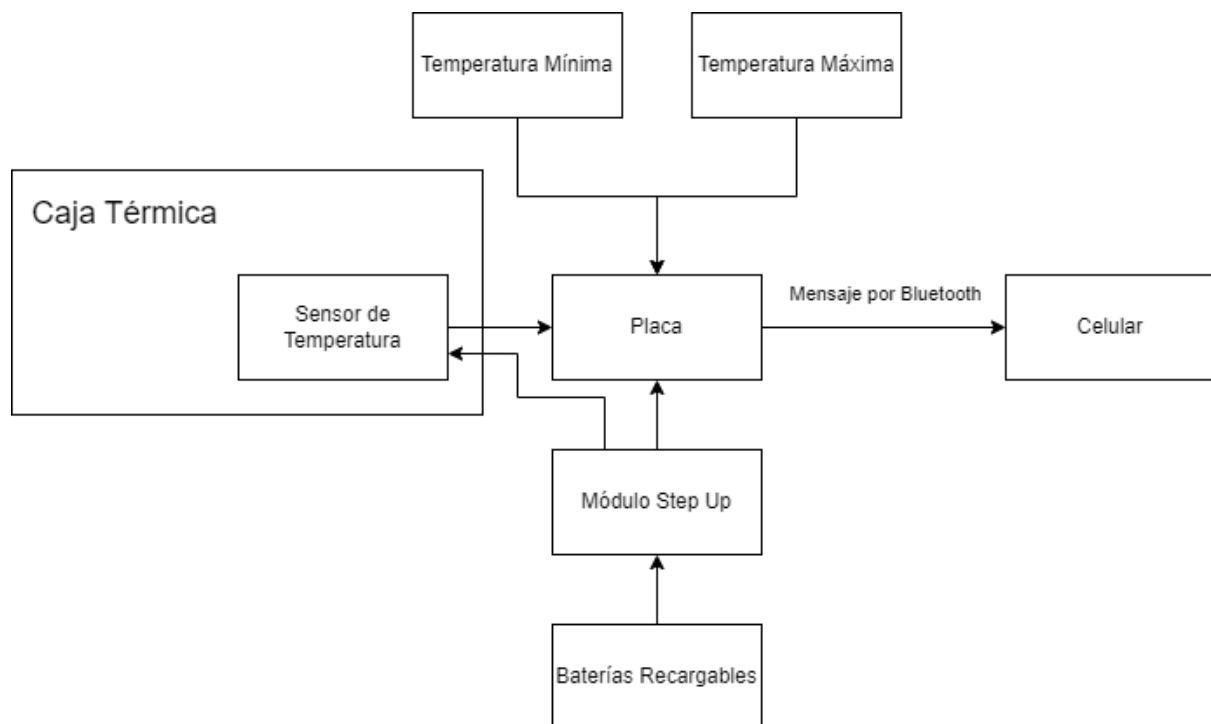 Temperatura Mínima
Temperatura Máxima
Caja Térmica
Sensor de
Temperatura
Placa
Mensaje por Bluetooth
Celular
Módulo Step Up
Baterías Recargables